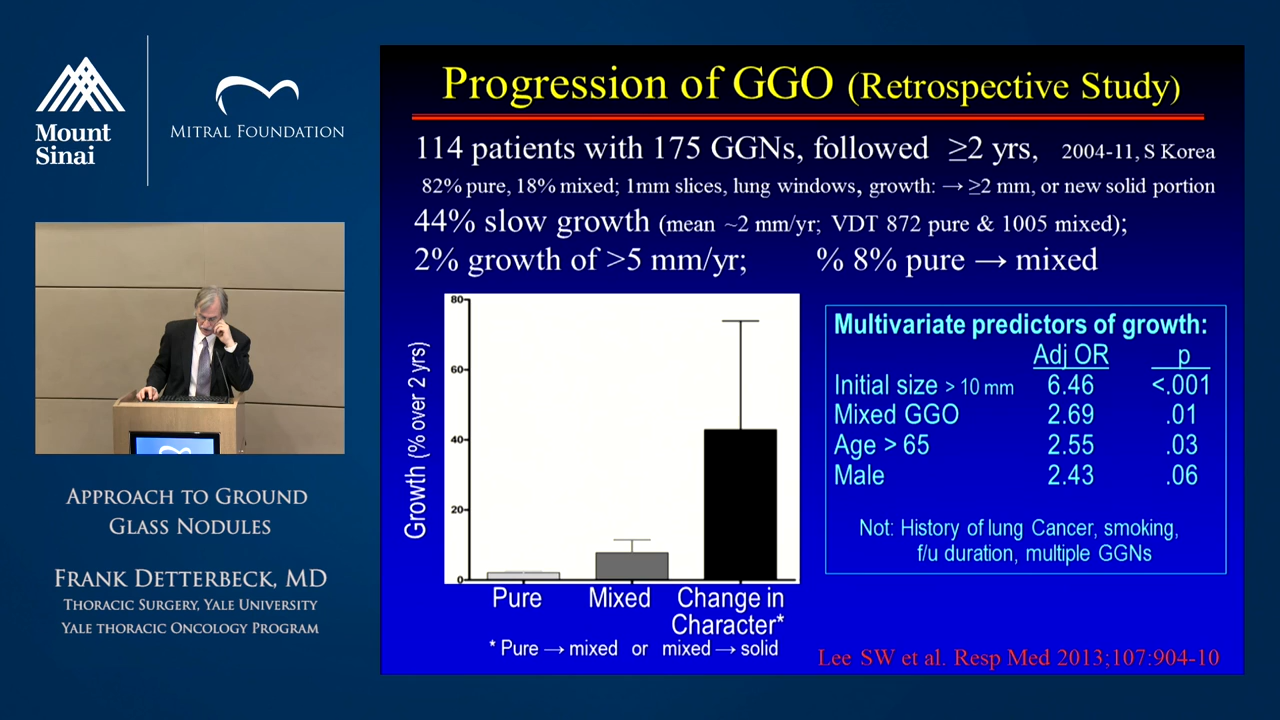 Mount
Sinai
MITRAL FOUNDATION
APPROACH TO GROUND
GLASS NODULES
FRANK DETTERBECK, MD
THORACIC SURGERY, YALE UNIVERSITY
YALE THORACIC ONCOLOGY PROGRAM
Progression of GGO (Retrospective Study)
114 patients with 175 GGNs, followed ≥2 yrs, 2004-11, S Korea
82% pure, 18% mixed; 1mm slices, lung windows, growth: → ≥2 mm, or new solid portion
44% slow growth (mean ~2 mm/yr; VDT 872 pure & 1005 mixed);
2% growth of >5 mm/yr; % 8% pure → mixed
Growth (% over 2 yrs)
80
60
40
20
0
Pure Mixed Change in
Character*
* Pure → mixed or mixed → solid
Multivariate predictors of growth:
Adj OR p
Initial size > 10 mm 6.46 <.001
Mixed GGO 2.69 .01
Age > 65 2.55 .03
Male 2.43 .06
Not: History of lung Cancer, smoking,
f/u duration, multiple GGNs
Lee SW et al. Resp Med 2013;107:904-10